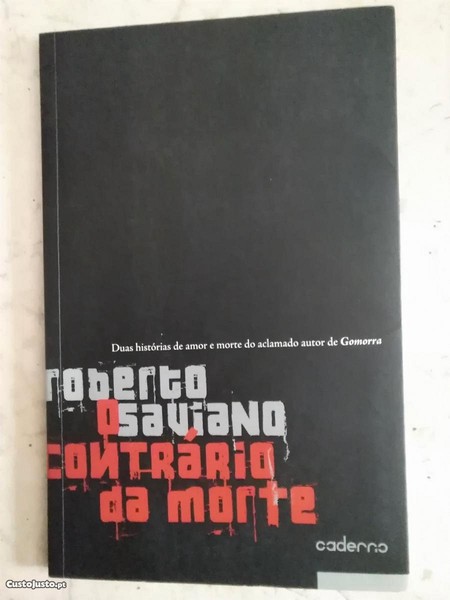 Duas histórias de amor e morte do aclamado autor de Gomorra
roberto
saviano
O
contrário
da morte
caderno
CustoJusto.pt